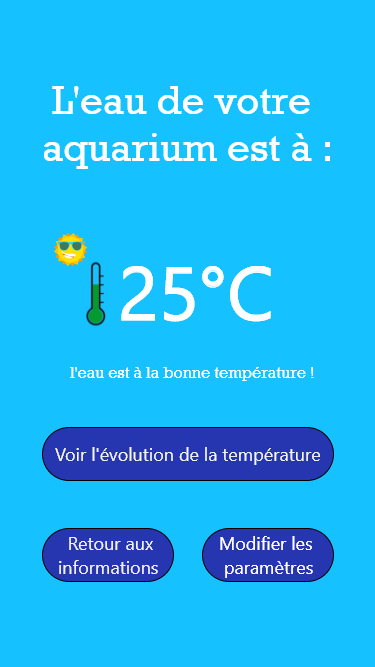 L'eau de votre
aquarium est à :
25°C
l'eau est à la bonne température !
Voir l'évolution de la température
Retour aux
informations
Modifier les
paramètres